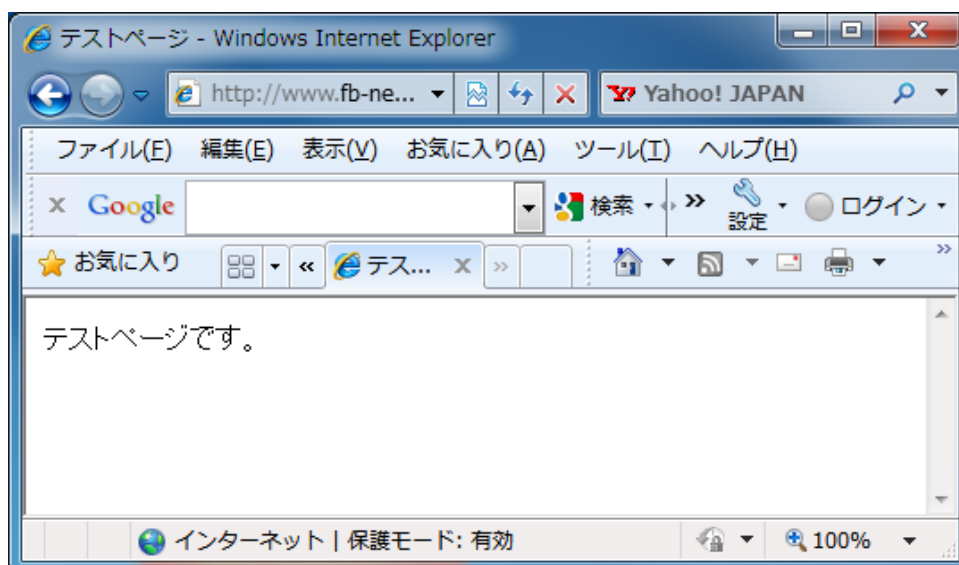 テストページ - Windows Internet Explorer
http://www.fb-ne... Yahoo! JAPAN
ファイル(F) 編集(E) 表示(V) お気に入り(A) ツール(T) ヘルプ(H)
x Google 検索 » 設定 ログイン
お気に入り « テス... x » »
テストページです。
インターネット | 保護モード: 有効 100%